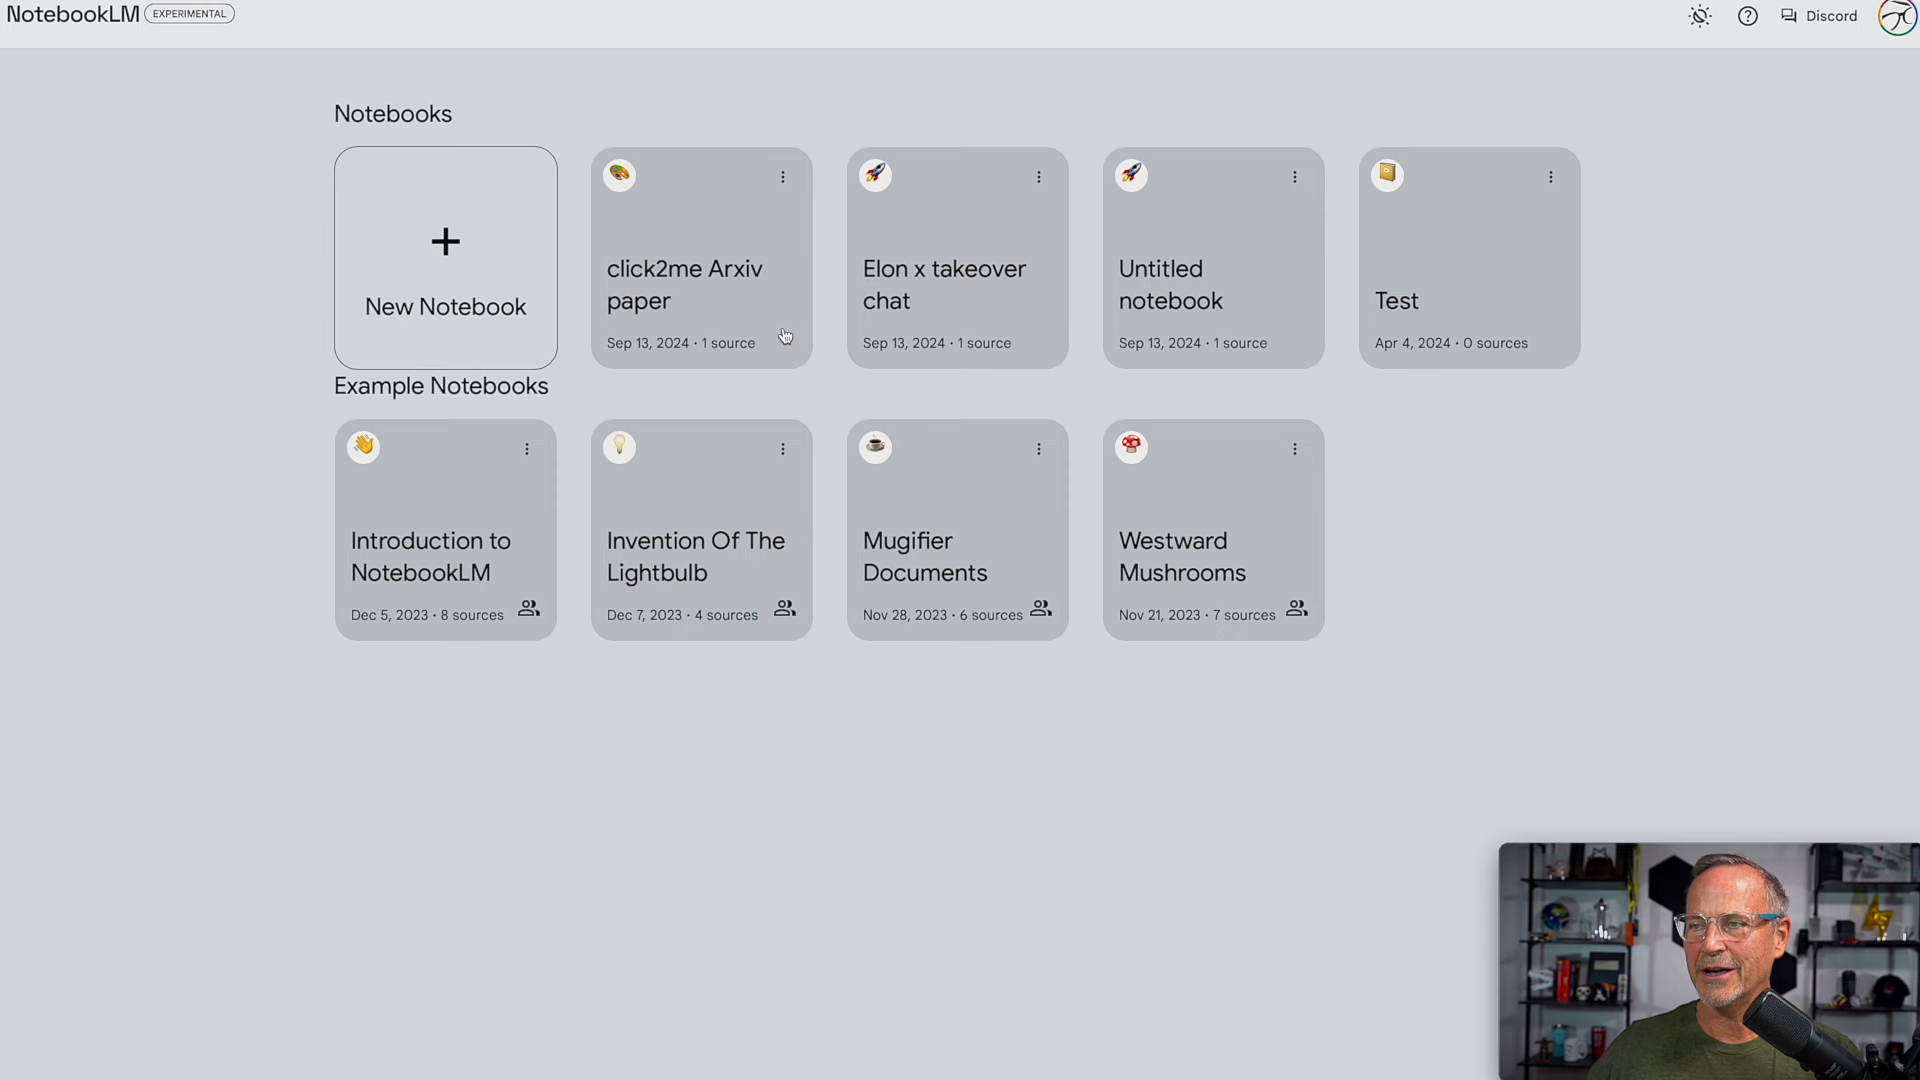 NotebookLM EXPERIMENTAL
Discord
Notebooks
New Notebook
click2me Arxiv
paper
Sep 13, 2024 · 1 source
Elon x takeover
chat
Sep 13, 2024 · 1 source
Untitled
notebook
Sep 13, 2024 · 1 source
Test
Apr 4, 2024 · 0 sources
Example Notebooks
Introduction to
NotebookLM
Dec 5, 2023 · 8 sources
Invention Of The
Lightbulb
Dec 7, 2023 · 4 sources
Mugifier
Documents
Nov 28, 2023 · 6 sources
Westward
Mushrooms
Nov 21, 2023 · 7 sources